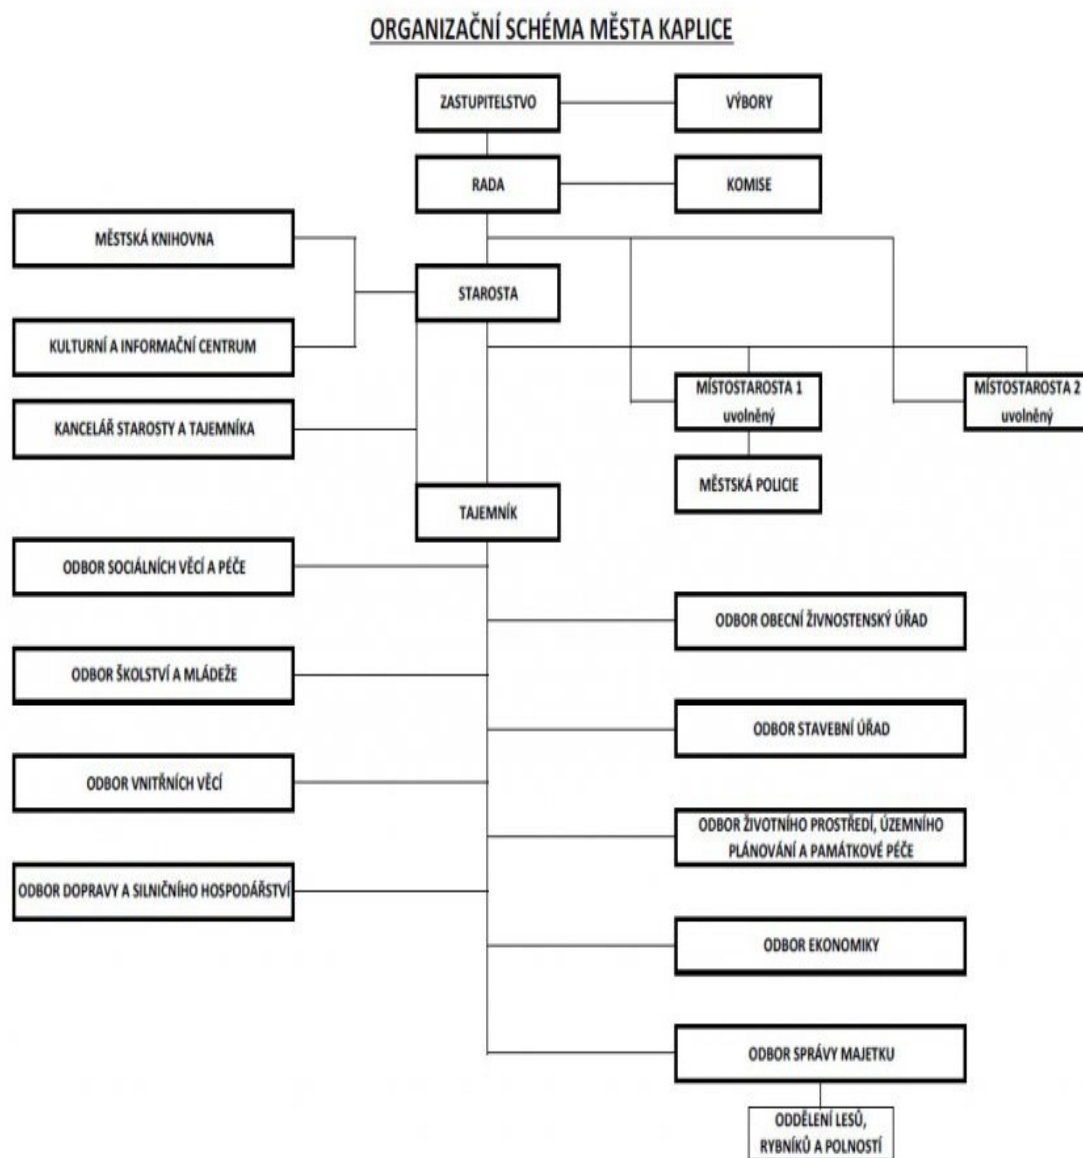 ORGANIZAČNÍ SCHÉMA MĚSTA KAPLICE
ZASTUPITELSTVO
VÝBORY
RADA
KOMISE
MĚSTSKÁ KNIHOVNA
STAROSTA
KULTURNÍ A INFORMAČNÍ CENTRUM
MÍSTOSTAROSTA 1
uvolněný
MÍSTOSTAROSTA 2
uvolněný
KANCELÁŘ STAROSTY A TAJEMNÍKA
MĚSTSKÁ POLICIE
TAJEMNÍK
ODBOR SOCIÁLNÍCH VĚCÍ A PÉČE
ODBOR OBECNÍ ŽIVNOSTENSKÝ ÚŘAD
ODBOR ŠKOLSTVÍ A MLÁDEŽE
ODBOR STAVEBNÍ ÚŘAD
ODBOR VNITŘNÍCH VĚCÍ
ODBOR ŽIVOTNÍHO PROSTŘEDÍ, ÚZEMNÍHO
PLÁNOVÁNÍ A PAMÁTKOVÉ PÉČE
ODBOR DOPRAVY A SILNIČNÍHO HOSPODÁŘSTVÍ
ODBOR EKONOMIKY
ODBOR SPRÁVY MAJETKU
ODDĚLENÍ LESŮ,
RYBNÍKŮ A POLNOSTÍ